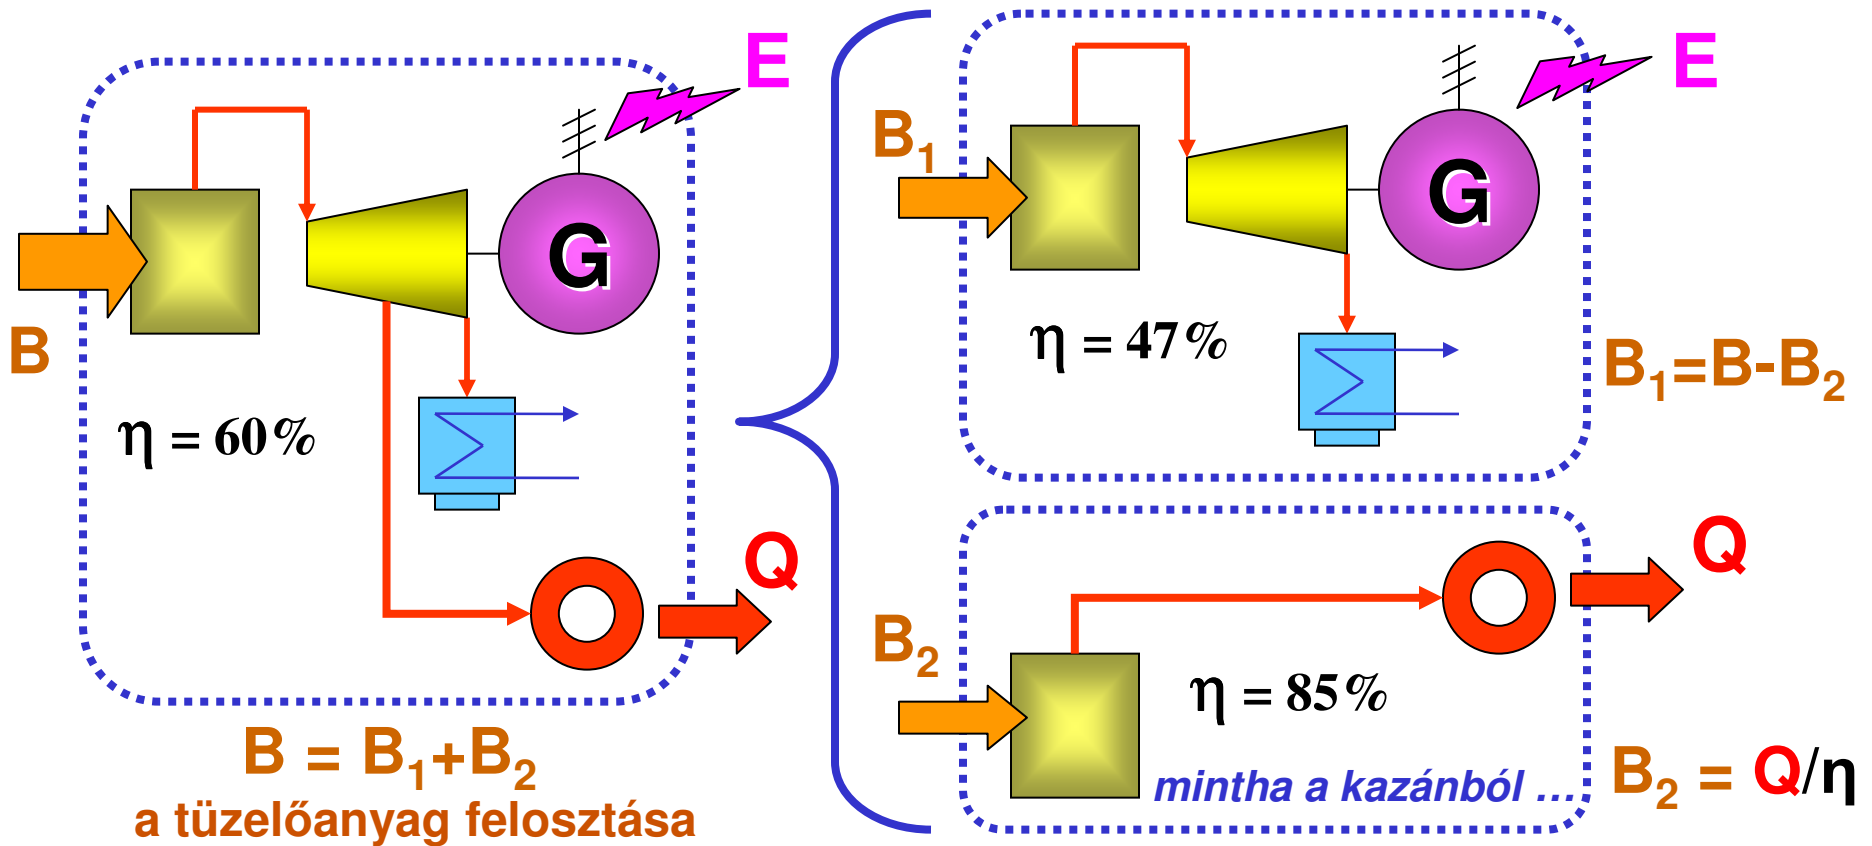 E
G
B
η = 60%
Q
B = B₁+B₂
a tüzelőanyag felosztása
E
B₁
G
η = 47%
B₁=B-B₂
Q
B₂
η = 85%
mintha a kazánból ...
B₂ = Q/η